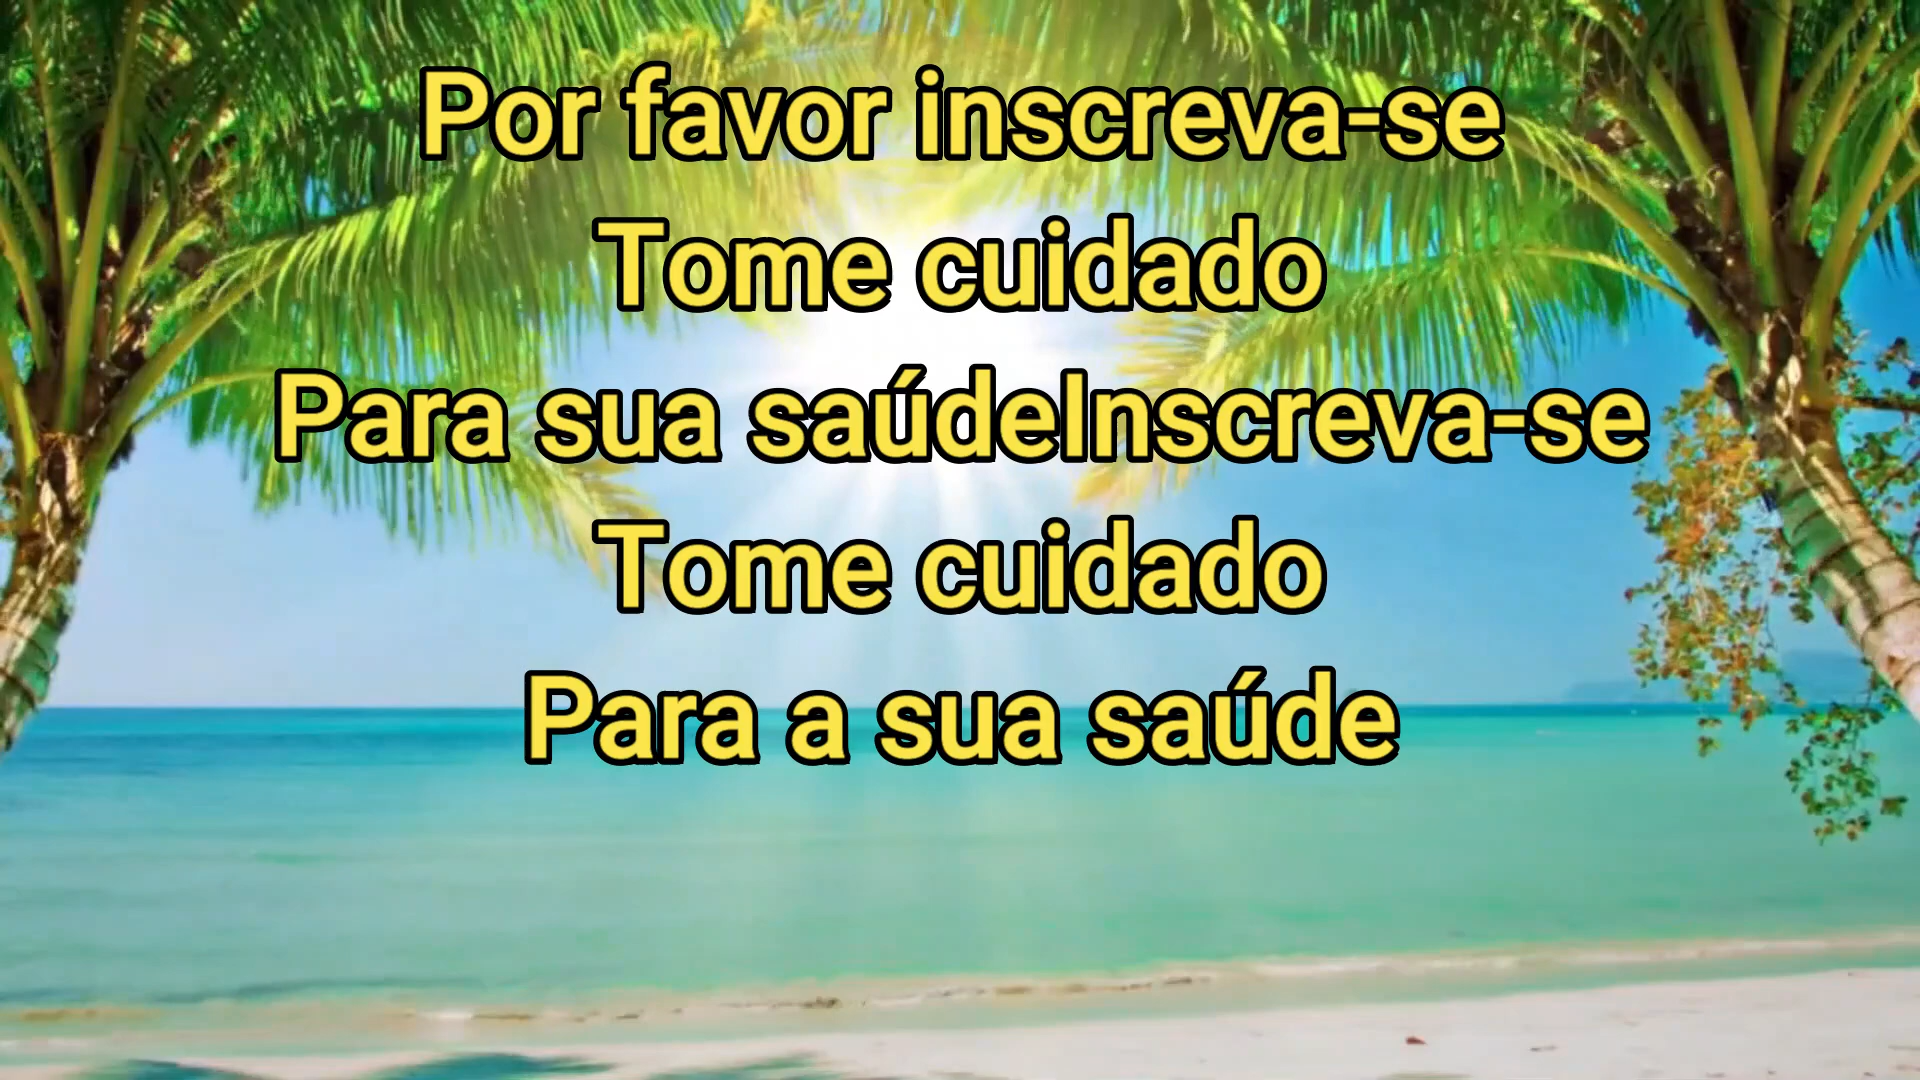 Por favor inscreva-se
Tome cuidado
Para sua saúdeInscreva-se
Tome cuidado
Para a sua saúde